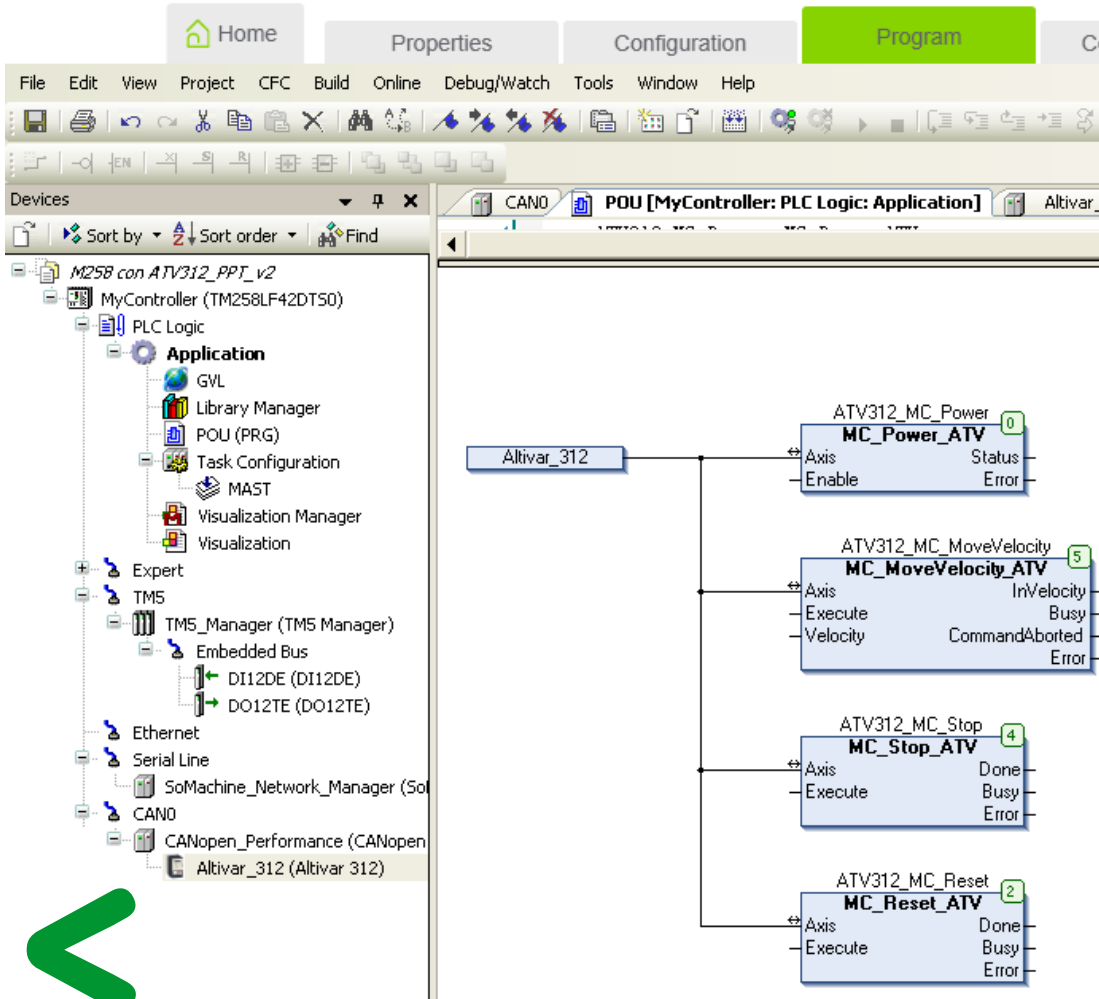 Home Properties Configuration Program C
File Edit View Project CFC Build Online Debug/Watch Tools Window Help
Devices
Sort by Sort order Find
M258 con ATV312_PPT_v2
MyController (TM258LF42DTS0)
PLC Logic
Application
GVL
Library Manager
POU (PRG)
Task Configuration
MAST
Visualization Manager
Visualization
Expert
TM5
TM5_Manager (TM5 Manager)
Embedded Bus
DI12DE (DI12DE)
DO12TE (DO12TE)
Ethernet
Serial Line
SoMachine_Network_Manager (So
CAN0
CANopen_Performance (CANopen
Altivar_312 (Altivar 312)
CAN0 POU [MyController: PLC Logic: Application] Altivar_
Altivar_312
ATV312_MC_Power
0
MC_Power_ATV
Axis Status
Enable Error
ATV312_MC_MoveVelocity
5
MC_MoveVelocity_ATV
Axis InVelocity
Execute Busy
Velocity CommandAborted
Error
ATV312_MC_Stop
4
MC_Stop_ATV
Axis Done
Execute Busy
Error
ATV312_MC_Reset
2
MC_Reset_ATV
Axis Done
Execute Busy
Error